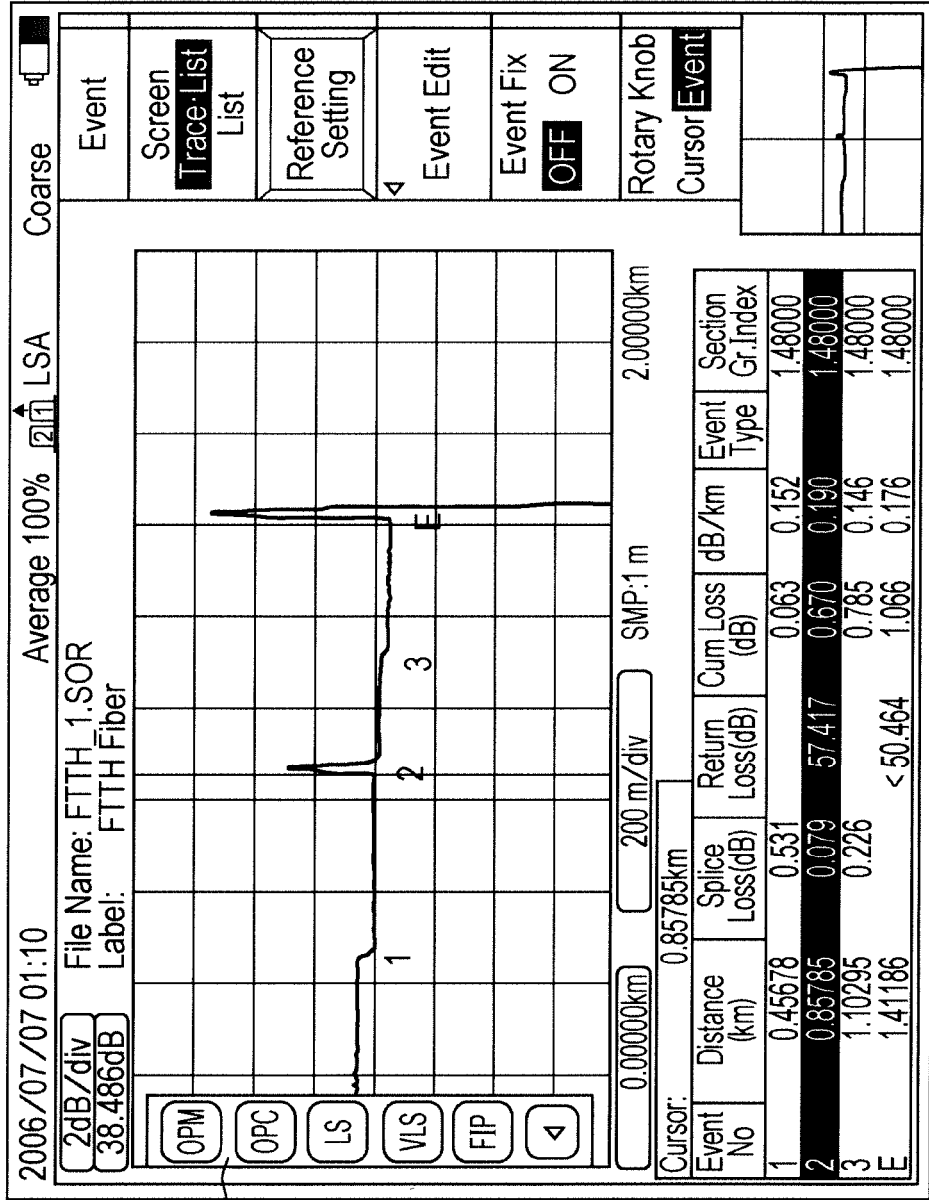 2006/07/07 01:10 Average 100% 2 1 LSA Coarse
2dB/div
38.486dB
File Name: FTTH_1.SOR
Label: FTTH Fiber
OPM
OPC
LS
VLS
FIP
1
2
3
E
0.00000km 200 m/div SMP:1 m 2.00000km
Event
Screen
Trace·List
List
Reference
Setting
Event Edit
Event Fix
OFF ON
Rotary Knob
Cursor Event
Cursor: 0.85785km
Event No Distance (km) Splice Loss(dB) Return Loss(dB) Cum Loss (dB) dB/km Event Type Section Gr.Index
1 0.45678 0.531 0.063 0.152 1.48000
2 0.85785 0.079 57.417 0.670 0.190 1.48000
3 1.10295 0.226 0.785 0.146 1.48000
E 1.41186 <50.464 1.066 0.176 1.48000